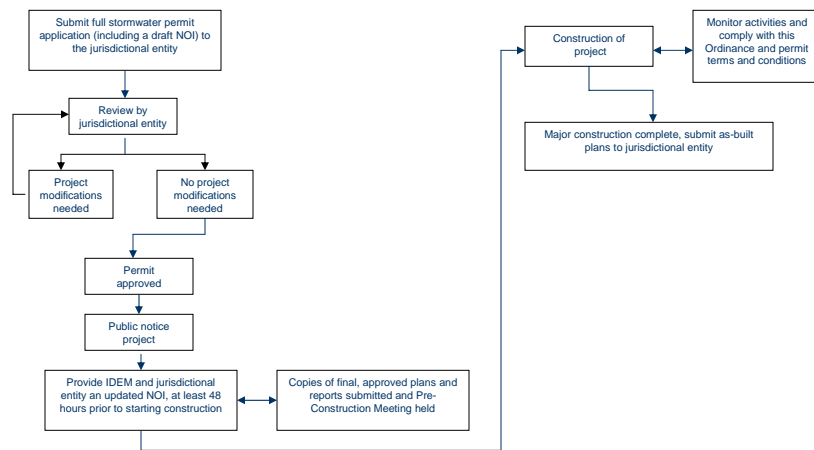 Submit full stormwater permit
application (including a draft NOI) to
the jurisdictional entity
Review by
jurisdictional entity
Project
modifications
needed
No project
modifications
needed
Permit
approved
Public notice
project
Provide IDEM and jurisdictional
entity an updated NOI, at least 48
hours prior to starting construction
Copies of final, approved plans and
reports submitted and Pre-
Construction Meeting held
Construction of
project
Monitor activities and
comply with this
Ordinance and permit
terms and conditions
Major construction complete, submit as-built
plans to jurisdictional entity